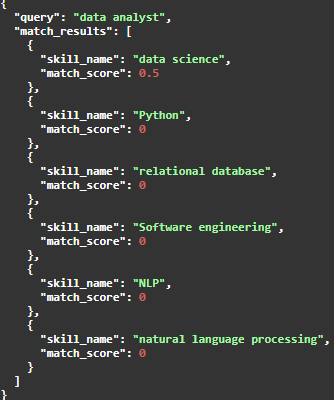 {
  "query": "data analyst",
  "match_results": [
    {
      "skill_name": "data science",
      "match_score": 0.5
    },
    {
      "skill_name": "Python",
      "match_score": 0
    },
    {
      "skill_name": "relational database",
      "match_score": 0
    },
    {
      "skill_name": "Software engineering",
      "match_score": 0
    },
    {
      "skill_name": "NLP",
      "match_score": 0
    },
    {
      "skill_name": "natural language processing",
      "match_score": 0
    }
  ]
}